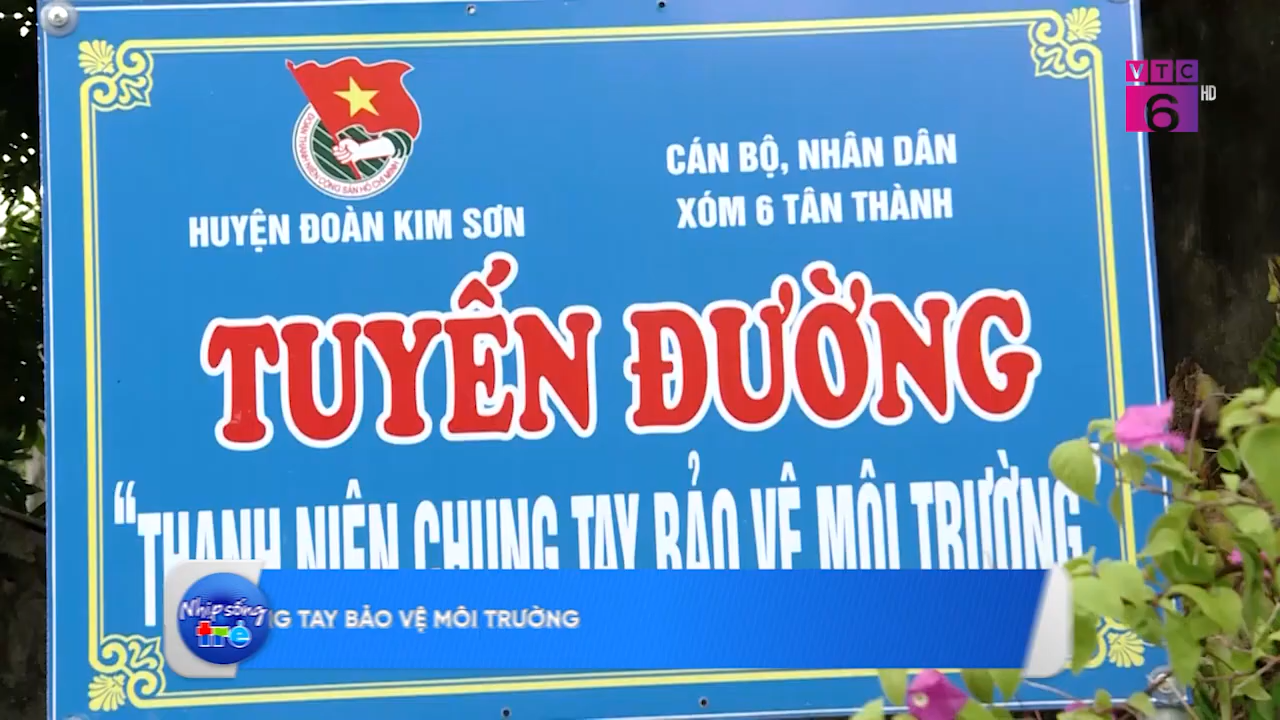 VTC
6 HD
ĐOÀN THANH NIÊN CỘNG SẢN HỒ CHÍ MINH
HUYỆN ĐOÀN KIM SƠN
CÁN BỘ, NHÂN DÂN
XÓM 6 TÂN THÀNH
TUYẾN ĐƯỜNG
“THANH NIÊN CHUNG TAY BẢO VỆ MÔI TRƯỜNG”
Nhịp sống
trẻ
NG TAY BẢO VỆ MÔI TRƯỜNG